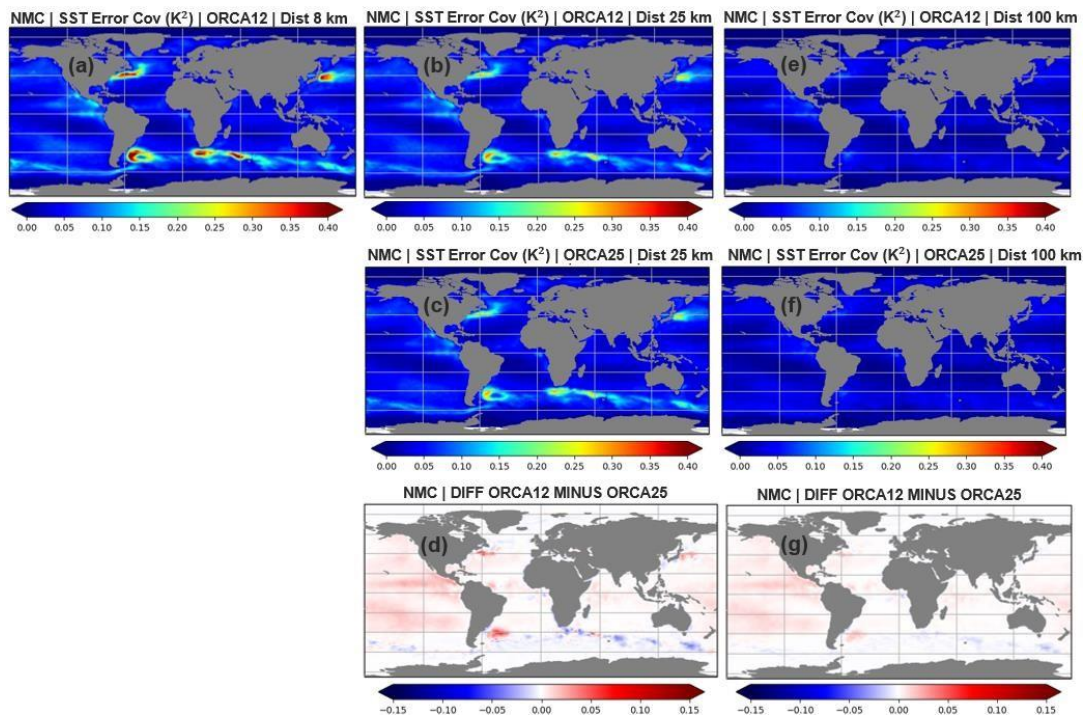 NMC | SST Error Cov (K²) | ORCA12 | Dist 8 km
(a)
0.00 0.05 0.10 0.15 0.20 0.25 0.30 0.35 0.40
NMC | SST Error Cov (K²) | ORCA12 | Dist 25 km
(b)
0.00 0.05 0.10 0.15 0.20 0.25 0.30 0.35 0.40
NMC | SST Error Cov (K²) | ORCA12 | Dist 100 km
(e)
0.00 0.05 0.10 0.15 0.20 0.25 0.30 0.35 0.40
NMC | SST Error Cov (K²) | ORCA25 | Dist 25 km
(c)
0.00 0.05 0.10 0.15 0.20 0.25 0.30 0.35 0.40
NMC | SST Error Cov (K²) | ORCA25 | Dist 100 km
(f)
0.00 0.05 0.10 0.15 0.20 0.25 0.30 0.35 0.40
NMC | DIFF ORCA12 MINUS ORCA25
(d)
−0.15 −0.10 −0.05 0.00 0.05 0.10 0.15
NMC | DIFF ORCA12 MINUS ORCA25
(g)
−0.15 −0.10 −0.05 0.00 0.05 0.10 0.15